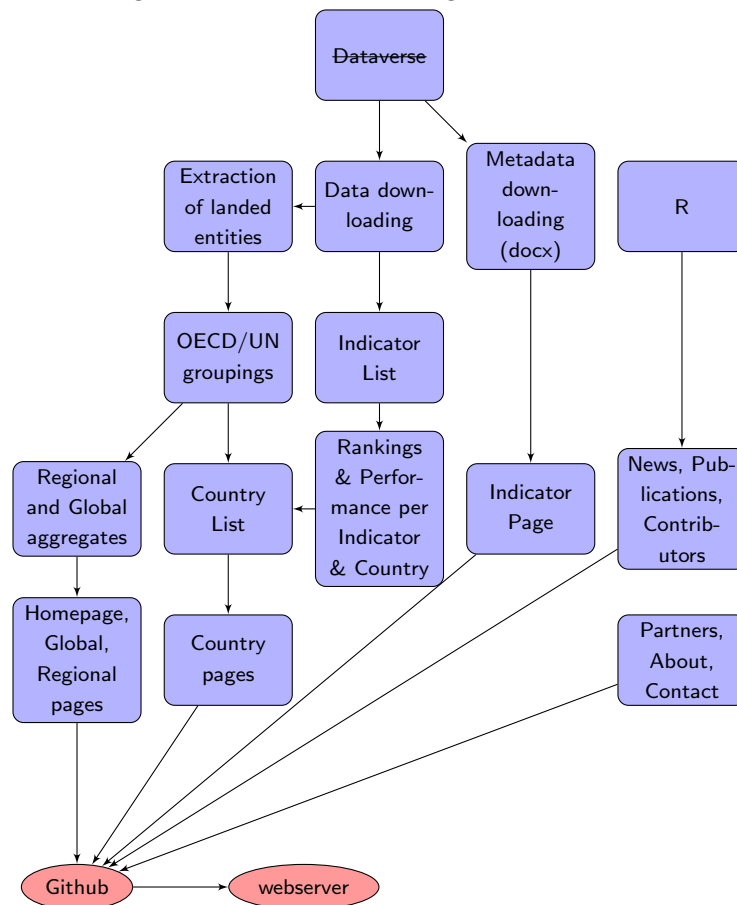 Dataverse
Extraction
of landed
entities
Data down-
loading
Metadada
down-
loading
(docx)
R
OECD/UN
groupings
Indicator
List
Regional
and Global
aggregates
Country
List
Rankings
& Perfor-
mance per
Indicator
& Country
Indicator
Page
News, Pub-
lications,
Contrib-
utors
Homepage,
Global,
Regional
pages
Country
pages
Partners,
About,
Contact
Github
webserver